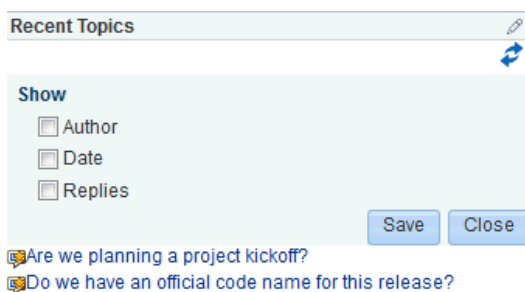 Recent Topics
Show
Author
Date
Replies
Save Close
Are we planning a project kickoff?
Do we have an official code name for this release?